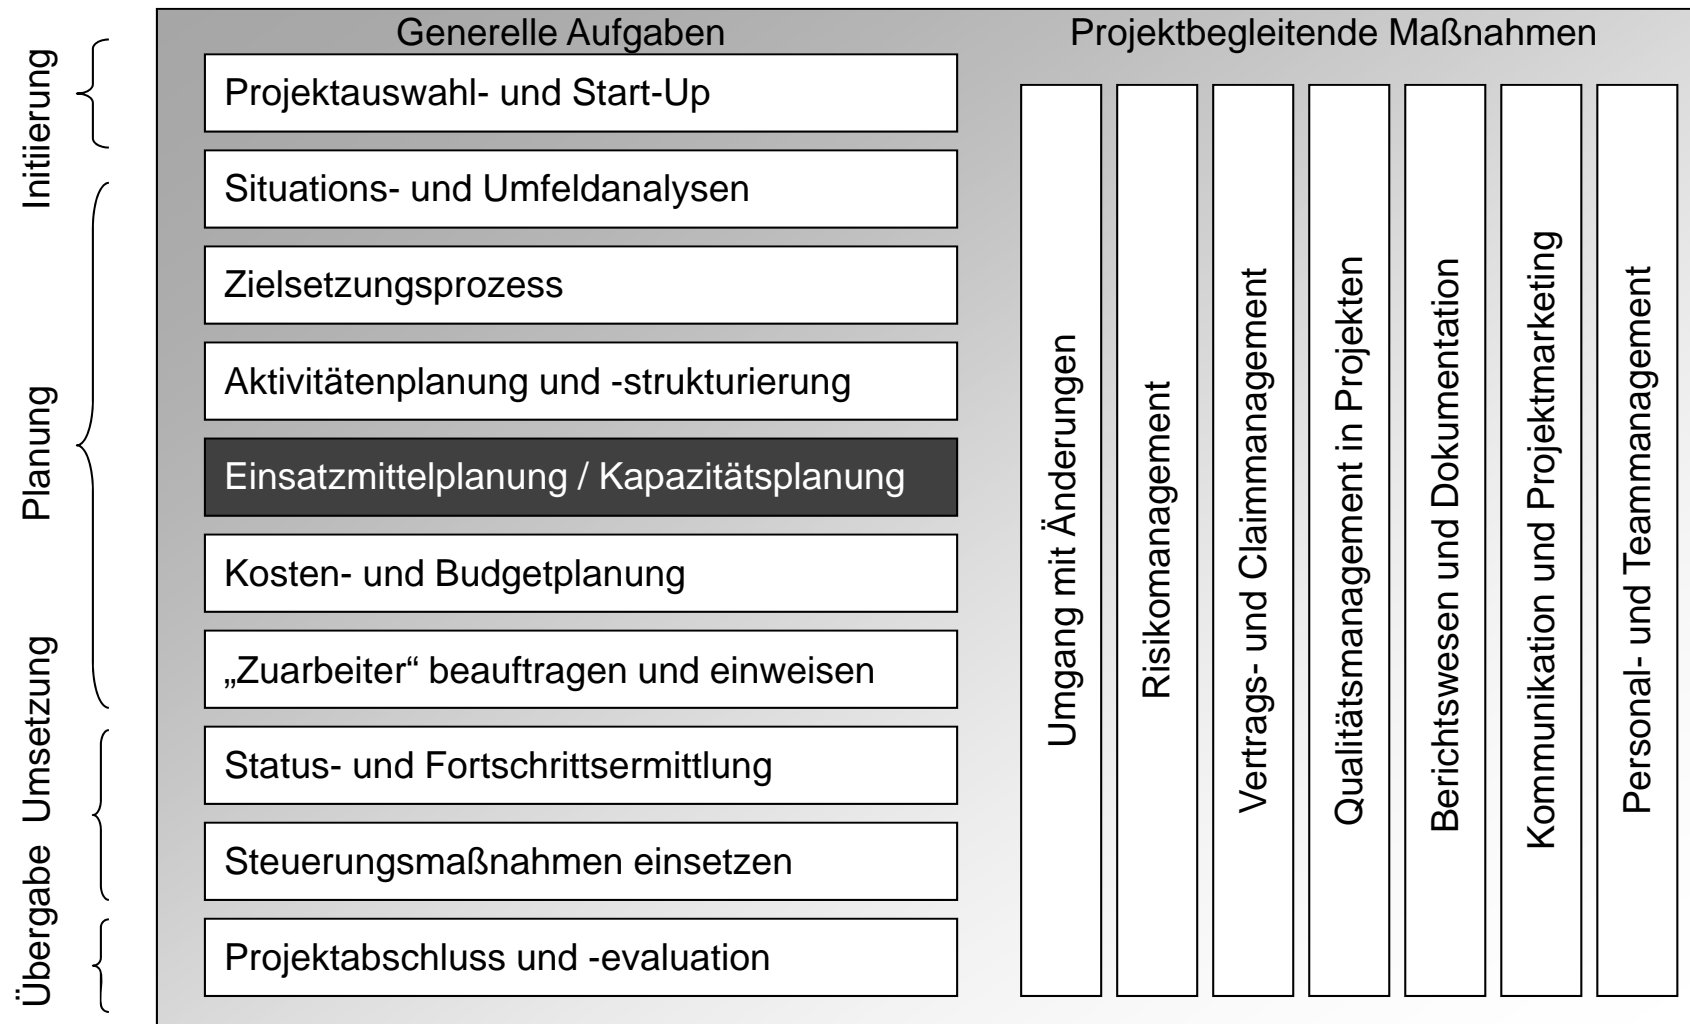 Generelle Aufgaben
Projektbegleitende Maßnahmen
Initiierung
Planung
Umsetzung
Übergabe
Projektauswahl- und Start-Up
Situations- und Umfeldanalysen
Zielsetzungsprozess
Aktivitätenplanung und -strukturierung
Einsatzmittelplanung / Kapazitätsplanung
Kosten- und Budgetplanung
„Zuarbeiter“ beauftragen und einweisen
Status- und Fortschrittsermittlung
Steuerungsmaßnahmen einsetzen
Projektabschluss und -evaluation
Umgang mit Änderungen
Risikomanagement
Vertrags- und Claimmanagement
Qualitätsmanagement in Projekten
Berichtswesen und Dokumentation
Kommunikation und Projektmarketing
Personal- und Teammanagement